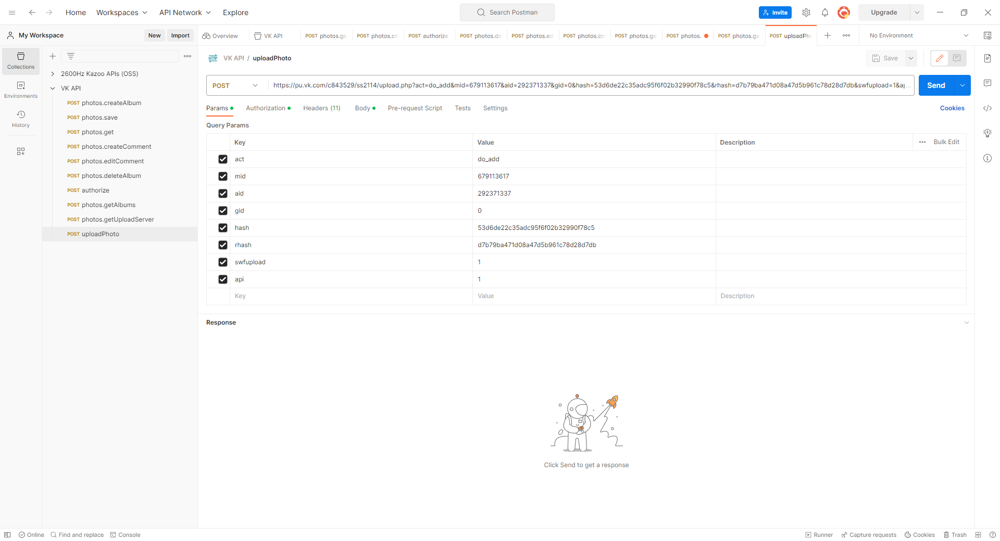 Home Workspaces API Network Explore Search Postman Invite Upgrade
My Workspace New Import Overview VK API POST photos.ge POST photos.cr POST authorize POST photos.de POST photos.ed POST photos.cre POST photos.ge POST photos. POST photos.ge POST uploadPho No Environment
Collections
Environments
History
2600Hz Kazoo APIs (OSS)
VK API
POST photos.createAlbum
POST photos.save
POST photos.get
POST photos.createComment
POST photos.editComment
POST photos.deleteAlbum
POST authorize
POST photos.getAlbums
POST photos.getUploadServer
POST uploadPhoto
HTTP VK API / uploadPhoto Save
POST https://pu.vk.com/c843529/ss2114/upload.php?act=do_add&mid=679113617&aid=292371337&gid=0&hash=53d6de22c35adc95f6f02b32990f78c5&rhash=d7b79ba471d08a47d5b961c78d28d7db&swfupload=1&ap... Send
Params Authorization Headers (11) Body Pre-request Script Tests Settings Cookies
Query Params
Key Value Description Bulk Edit
act do_add
mid 679113617
aid 292371337
gid 0
hash 53d6de22c35adc95f6f02b32990f78c5
rhash d7b79ba471d08a47d5b961c78d28d7db
swfupload 1
api 1
Key Value Description
Response
Click Send to get a response
Online Find and replace Console Runner Capture requests Cookies Trash